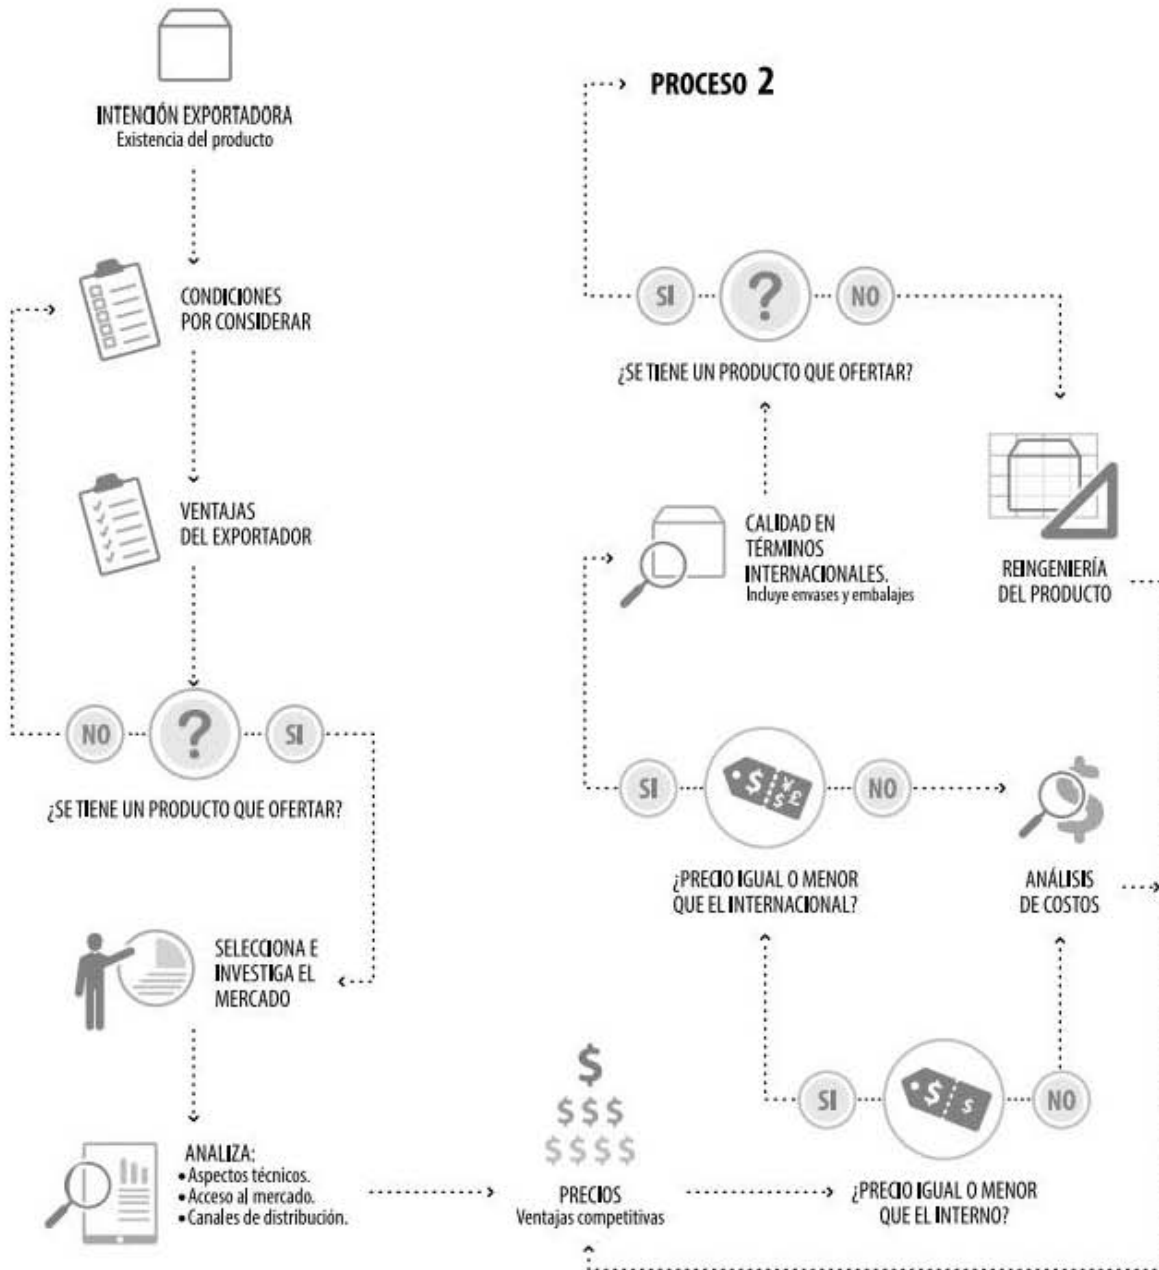 INTENCIÓN EXPORTADORA
Existencia del producto
CONDICIONES
POR CONSIDERAR
VENTAJAS
DEL EXPORTADOR
NO
?
SI
¿SE TIENE UN PRODUCTO QUE OFERTAR?
SELECCIONA E
INVESTIGA EL
MERCADO
ANALIZA:
• Aspectos técnicos.
• Acceso al mercado.
• Canales de distribución.
$
$$$
$$$$
PRECIOS
Ventajas competitivas
SI
$ $
NO
¿PRECIO IGUAL O MENOR
QUE EL INTERNO?
SI
$ ¥ $ £
NO
¿PRECIO IGUAL O MENOR
QUE EL INTERNACIONAL?
$
ANÁLISIS
DE COSTOS
CALIDAD EN
TÉRMINOS
INTERNACIONALES.
Incluye envases y embalajes
REINGENIERÍA
DEL PRODUCTO
SI
?
NO
¿SE TIENE UN PRODUCTO QUE OFERTAR?
PROCESO 2